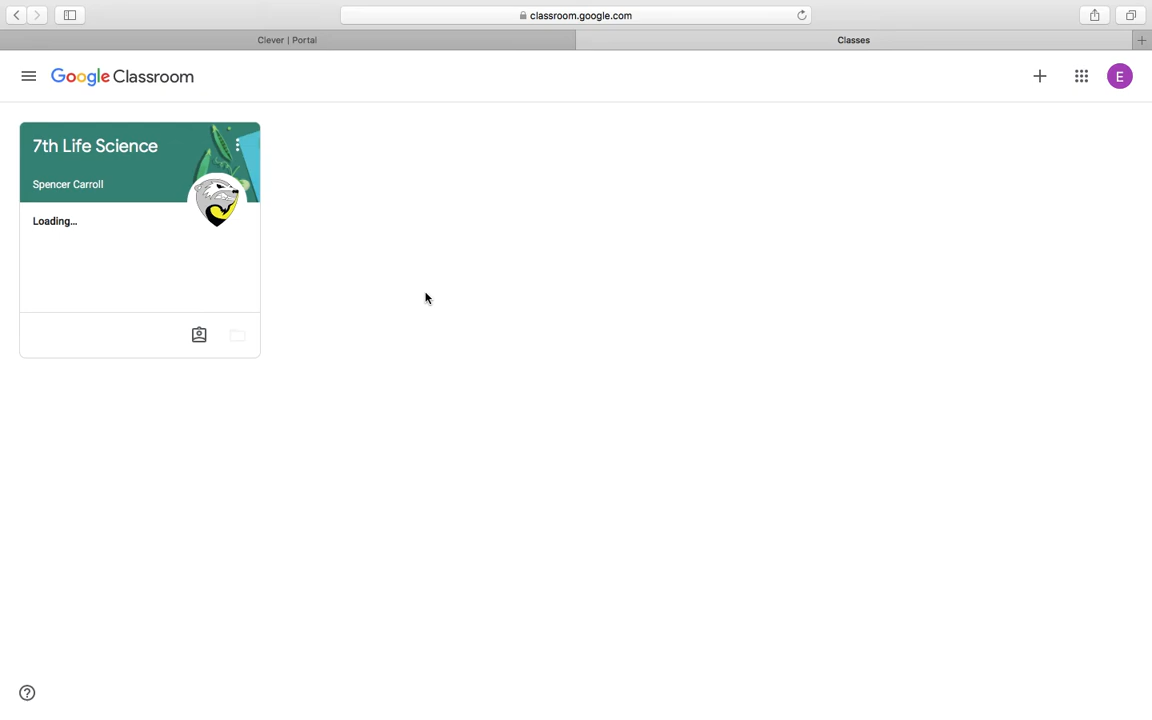 classroom.google.com
Clever | Portal
Classes
Google Classroom
E
7th Life Science
Spencer Carroll
Loading...